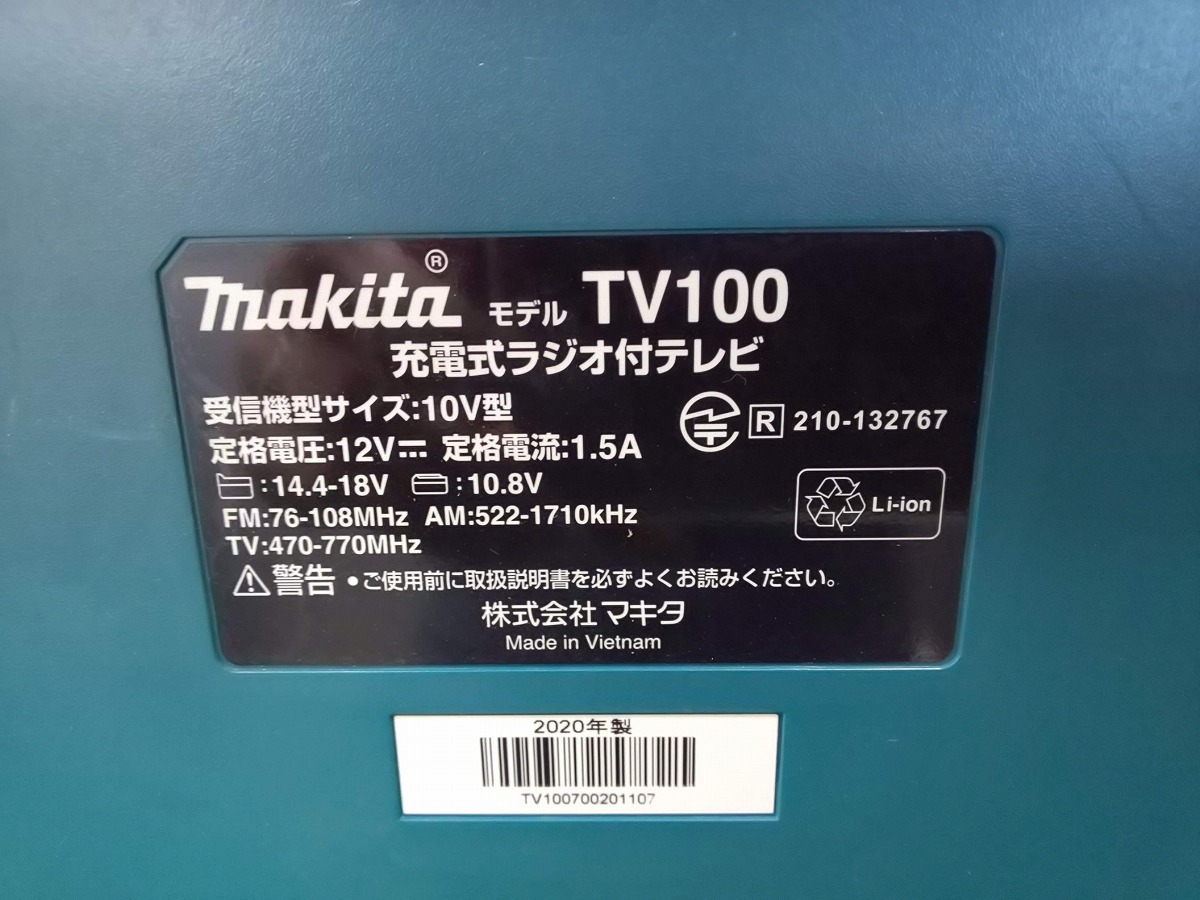 makita® モデル TV100
充電式ラジオ付テレビ
受信機型サイズ:10V型
定格電圧:12V⎓ 定格電流:1.5A
R 210-132767
:14.4-18V :10.8V
Li-ion
FM:76-108MHz AM:522-1710kHz
TV:470-770MHz
⚠警告 ●ご使用前に取扱説明書を必ずよくお読みください。
株式会社マキタ
Made in Vietnam
2020年製
TV100700201107